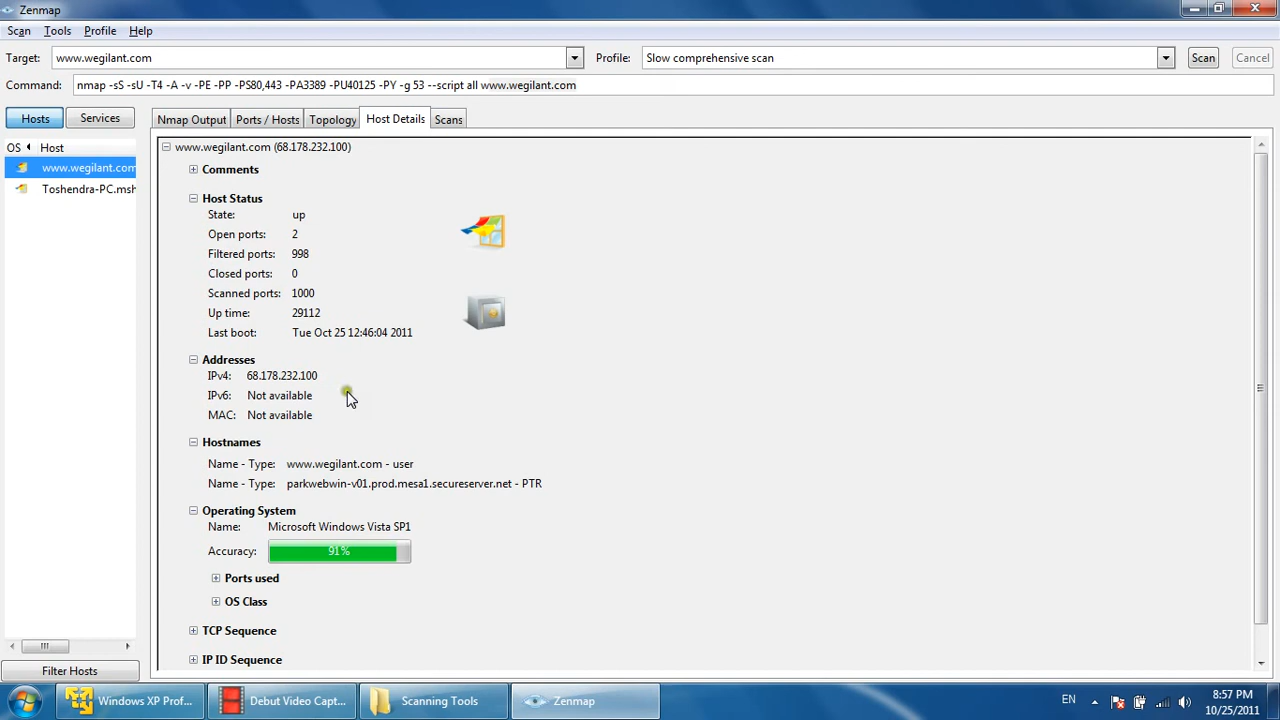 Zenmap
Scan Tools Profile Help
Target: www.wegilant.com Profile: Slow comprehensive scan Scan Cancel
Command: nmap -sS -sU -T4 -A -v -PE -PP -PS80,443 -PA3389 -PU40125 -PY -g 53 --script all www.wegilant.com
Hosts Services Nmap Output Ports / Hosts Topology Host Details Scans
OS Host
www.wegilant.com
Toshendra-PC.msh
www.wegilant.com (68.178.232.100)
Comments
Host Status
State: up
Open ports: 2
Filtered ports: 998
Closed ports: 0
Scanned ports: 1000
Up time: 29112
Last boot: Tue Oct 25 12:46:04 2011
Addresses
IPv4: 68.178.232.100
IPv6: Not available
MAC: Not available
Hostnames
Name - Type: www.wegilant.com - user
Name - Type: parkwebwin-v01.prod.mesa1.secureserver.net - PTR
Operating System
Name: Microsoft Windows Vista SP1
Accuracy: 91%
Ports used
OS Class
TCP Sequence
IP ID Sequence
Filter Hosts
Windows XP Prof... Debut Video Capt... Scanning Tools Zenmap EN 8:57 PM
10/25/2011